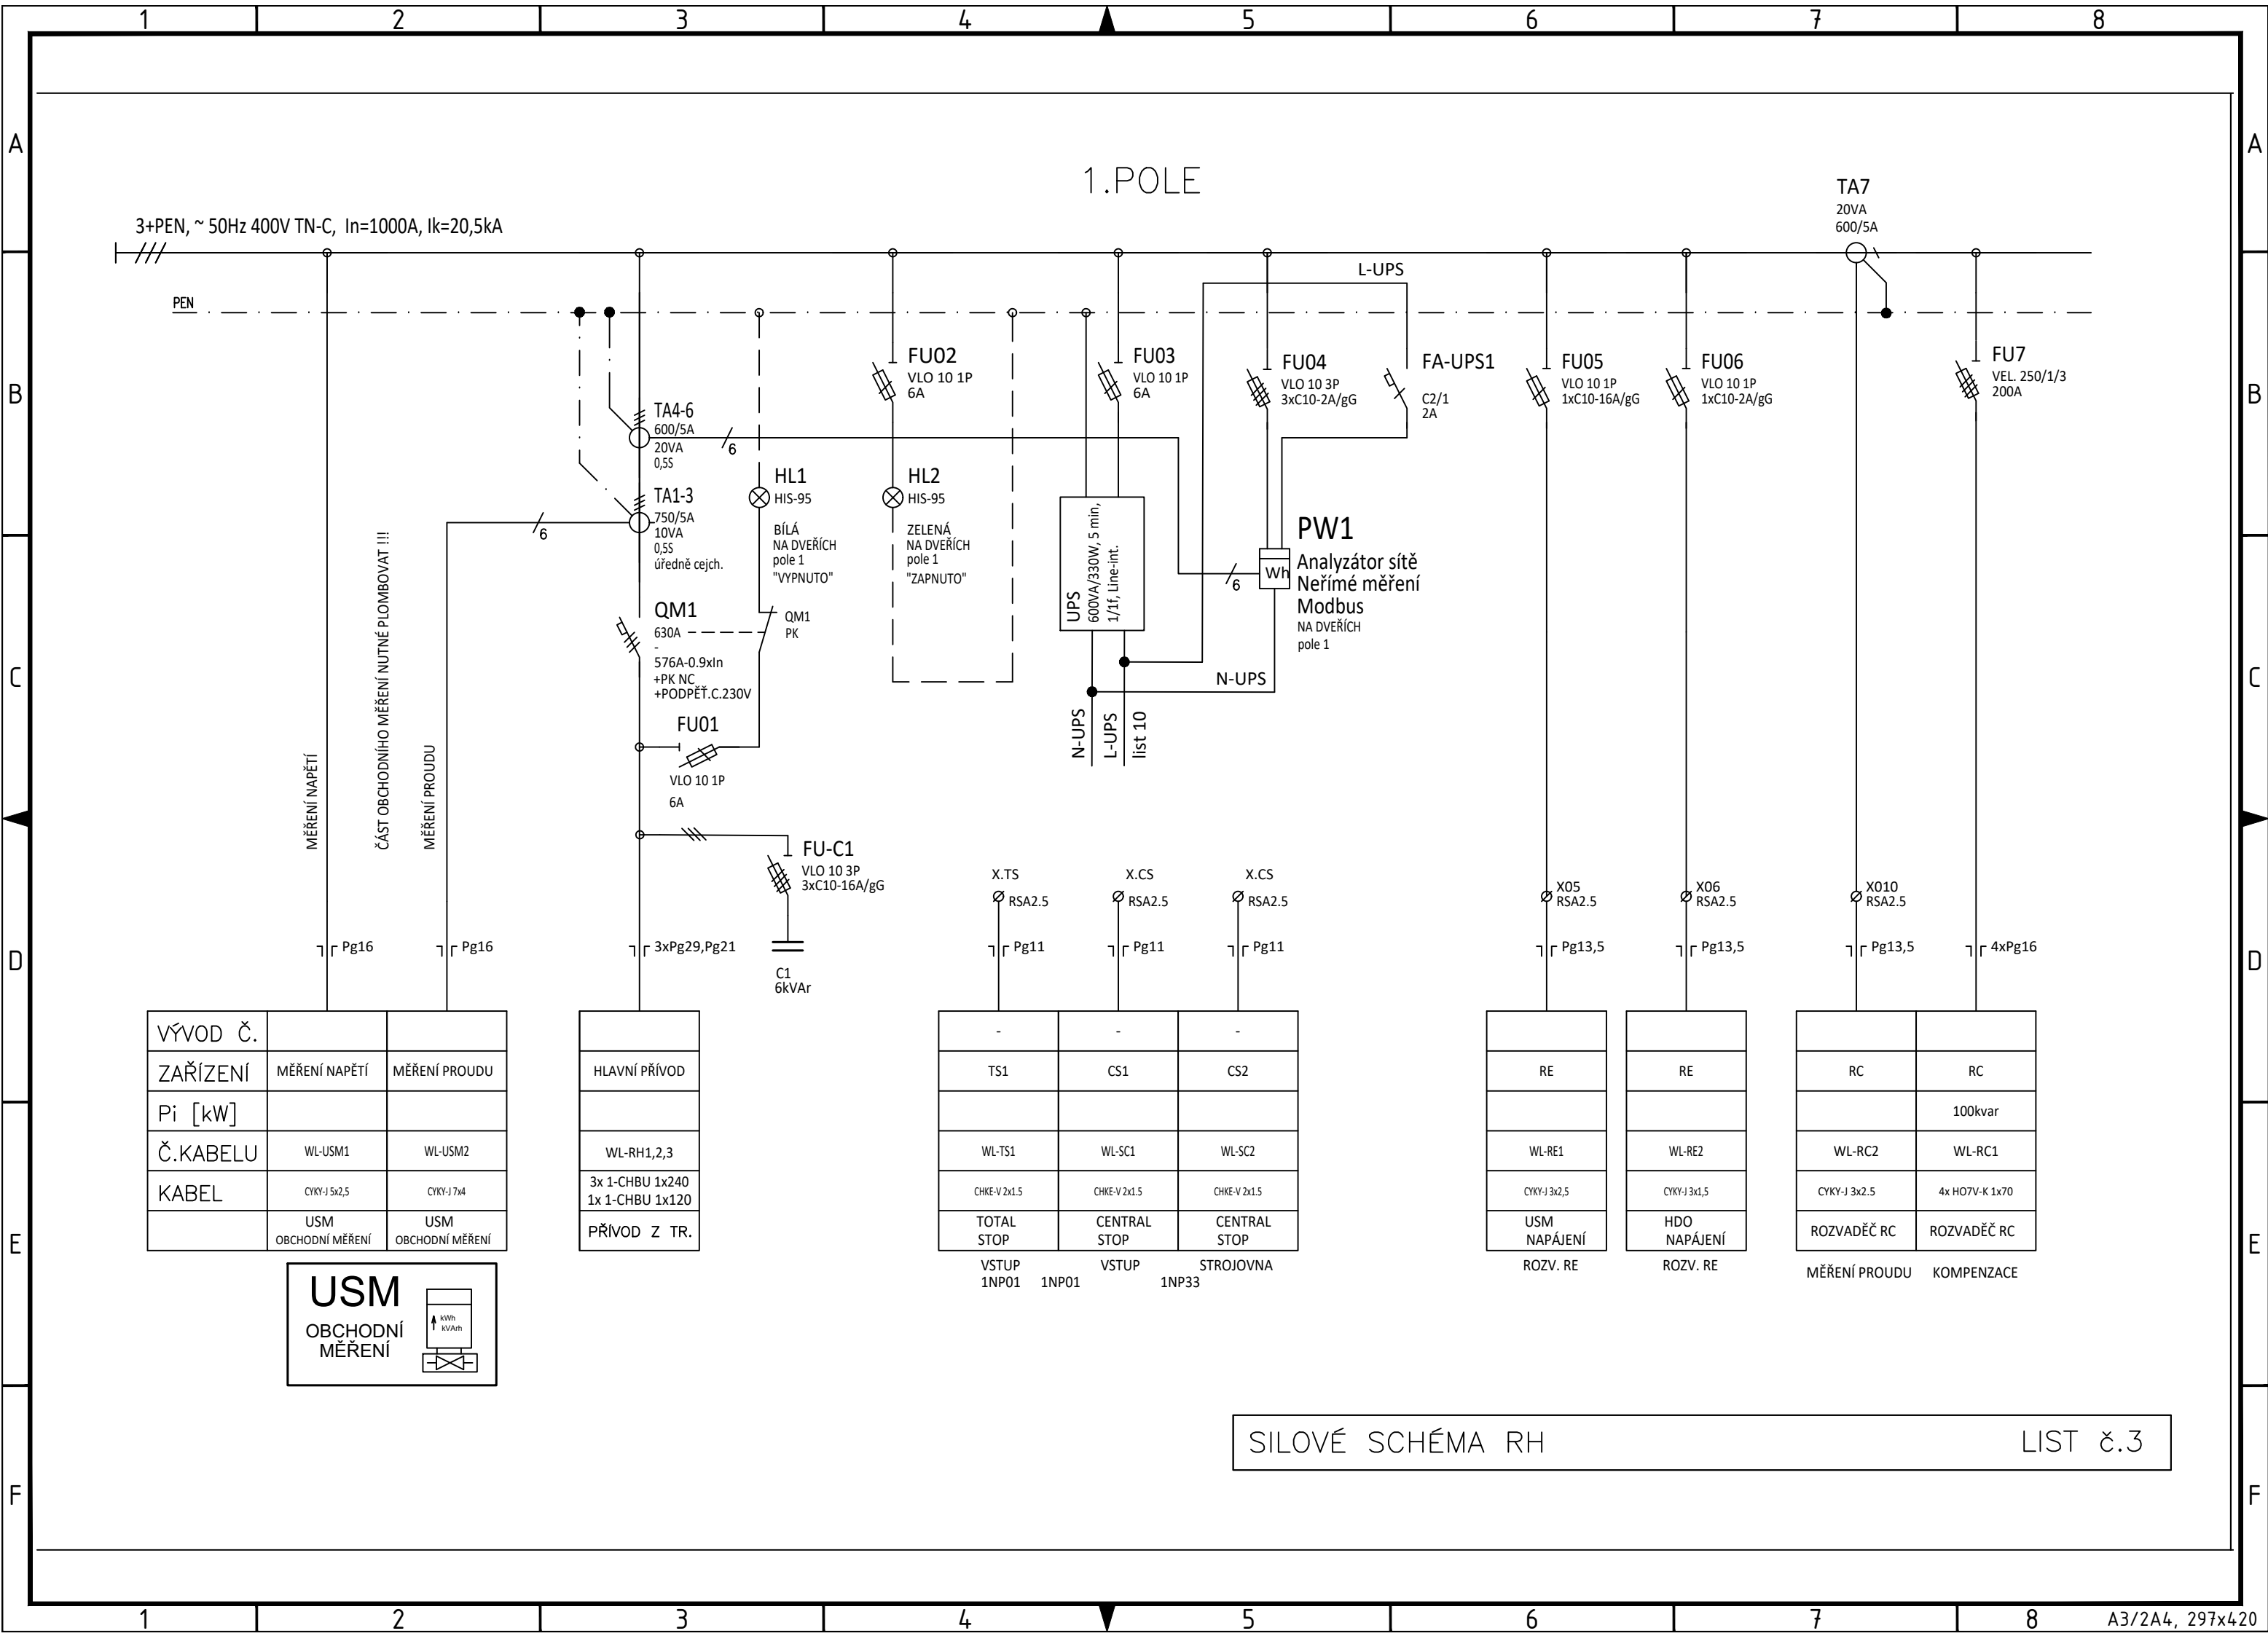 1 2 3 4 5 6 7 8
A A
B B
C C
D D
E E
F F
1.POLE
TA7
20VA
600/5A
3+PEN, ~ 50Hz 400V TN-C, In=1000A, Ik=20,5kA
L-UPS
PEN
FU02
VLO 10 1P
6A
FU03
VLO 10 1P
6A
FU04
VLO 10 3P
3xC10-2A/gG
FA-UPS1
C2/1
2A
FU05
VLO 10 1P
1xC10-16A/gG
FU06
VLO 10 1P
1xC10-2A/gG
FU7
VEL. 250/1/3
200A
TA4-6
600/5A
20VA
0,5S
6
TA1-3
750/5A
10VA
0,5S
úředně cejch.
6
HL1
HIS-95
BÍLÁ
NA DVEŘÍCH
pole 1
"VYPNUTO"
HL2
HIS-95
ZELENÁ
NA DVEŘÍCH
pole 1
"ZAPNUTO"
UPS
600VA/330W, 5 min,
1/1f, Line-int.
6
Wh
PW1
Analyzátor sítě
Neřímé měření
Modbus
NA DVEŘÍCH
pole 1
QM1
630A
-
576A-0.9xIn
+PK NC
+PODPĚŤ.C.230V
QM1
PK
N-UPS
N-UPS
L-UPS
list 10
FU01
VLO 10 1P
6A
MĚŘENÍ NAPĚTÍ
ČÁST OBCHODNÍHO MĚŘENÍ NUTNÉ PLOMBOVAT !!!
MĚŘENÍ PROUDU
FU-C1
VLO 10 3P
3xC10-16A/gG
C1
6kVAr
X.TS
RSA2.5
X.CS
RSA2.5
X.CS
RSA2.5
X05
RSA2.5
X06
RSA2.5
X010
RSA2.5
Pg16 Pg16 3xPg29,Pg21 Pg11 Pg11 Pg11 Pg13,5 Pg13,5 Pg13,5 4xPg16
VÝVOD Č. - - -
ZAŘÍZENÍ MĚŘENÍ NAPĚTÍ MĚŘENÍ PROUDU HLAVNÍ PŘÍVOD TS1 CS1 CS2 RE RE RC RC
Pi [kW] 100kvar
Č.KABELU WL-USM1 WL-USM2 WL-RH1,2,3 WL-TS1 WL-SC1 WL-SC2 WL-RE1 WL-RE2 WL-RC2 WL-RC1
KABEL CYKY-J 5x2,5 CYKY-J 7x4 3x 1-CHBU 1x240 CHKE-V 2x1.5 CHKE-V 2x1.5 CHKE-V 2x1.5 CYKY-J 3x2,5 CYKY-J 3x1,5 CYKY-J 3x2.5 4x HO7V-K 1x70
1x 1-CHBU 1x120
USM USM PŘÍVOD Z TR. TOTAL CENTRAL CENTRAL USM HDO ROZVADĚČ RC ROZVADĚČ RC
OBCHODNÍ MĚŘENÍ OBCHODNÍ MĚŘENÍ STOP STOP STOP NAPÁJENÍ NAPÁJENÍ
VSTUP VSTUP STROJOVNA ROZV. RE ROZV. RE MĚŘENÍ PROUDU KOMPENZACE
1NP01 1NP01 1NP33
USM
OBCHODNÍ
MĚŘENÍ
kWh
kVArh
SILOVÉ SCHÉMA RH LIST č.3
1 2 3 4 5 6 7 8
A3/2A4, 297x420